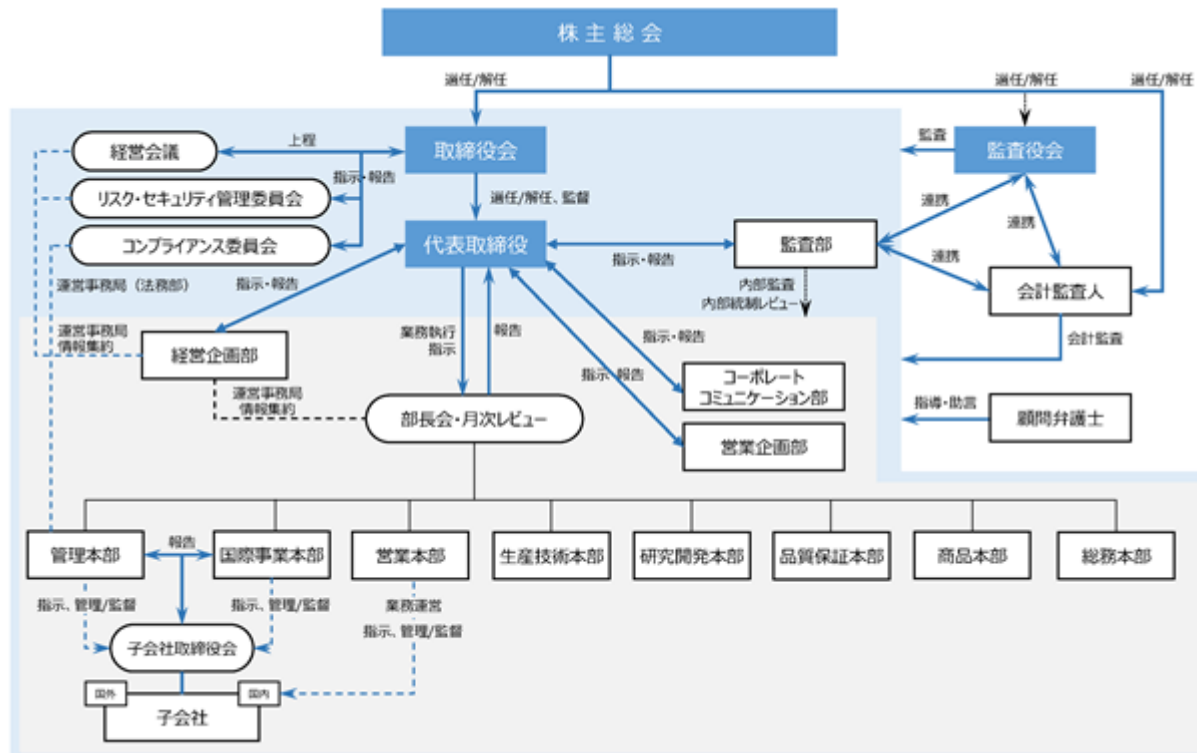 株主総会
選任/解任
選任/解任
選任/解任
経営会議
上程
取締役会
監査
監査役会
指示・報告
リスク・セキュリティ管理委員会
選任/解任、監督
コンプライアンス委員会
代表取締役
指示・報告
監査部
連携
連携
連携
会計監査人
運営事務局（法務部）
指示・報告
内部監査
内部統制レビュー
運営事務局
情報集約
経営企画部
業務執行
指示
報告
指示・報告
会計監査
運営事務局
情報集約
指示・報告
コーポレート
コミュニケーション部
部長会・月次レビュー
指導・助言
顧問弁護士
営業企画部
管理本部
報告
国際事業本部
営業本部
生産技術本部
研究開発本部
品質保証本部
商品本部
総務本部
指示、管理/監督
指示、管理/監督
業務運営
指示、管理/監督
子会社取締役会
国外
国内
子会社